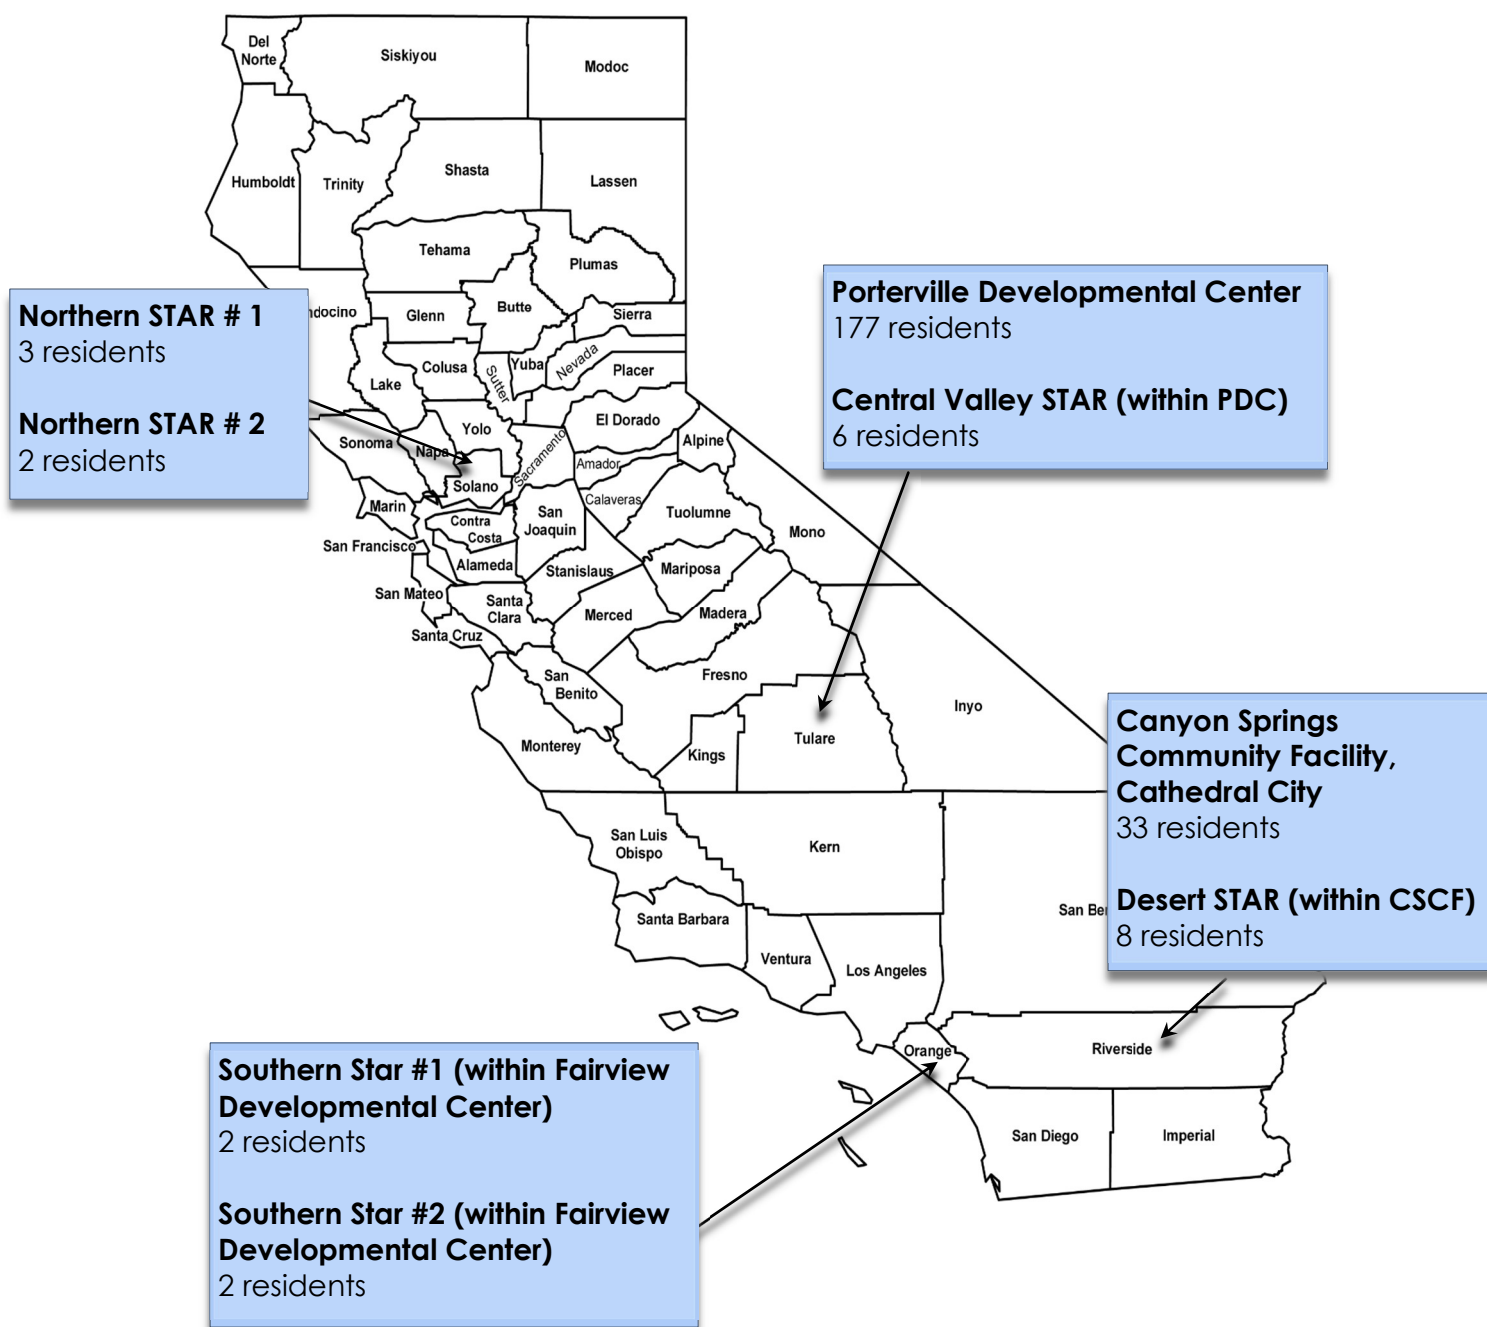 Del
Norte
Siskiyou
Modoc
Humboldt
Trinity
Shasta
Lassen
Tehama
Plumas
Northern STAR # 1
3 residents
Northern STAR # 2
2 residents
docino
Glenn
Butte
Sierra
Porterville Developmental Center
177 residents
Central Valley STAR (within PDC)
6 residents
Lake
Colusa
Sutter
Yuba
Nevada
Placer
Sonoma
Napa
Yolo
Sacramento
El Dorado
Alpine
Amador
Solano
Calaveras
Marin
Contra
Costa
San
Joaquin
Tuolumne
Mono
San Francisco
Alameda
Stanislaus
Mariposa
San Mateo
Santa
Clara
Merced
Madera
Santa Cruz
San
Benito
Fresno
Inyo
Monterey
Kings
Tulare
Canyon Springs
Community Facility,
Cathedral City
33 residents
Desert STAR (within CSCF)
8 residents
San Luis
Obispo
Kern
San Ber
Santa Barbara
Ventura
Los Angeles
Orange
Riverside
San Diego
Imperial
Southern Star #1 (within Fairview
Developmental Center)
2 residents
Southern Star #2 (within Fairview
Developmental Center)
2 residents